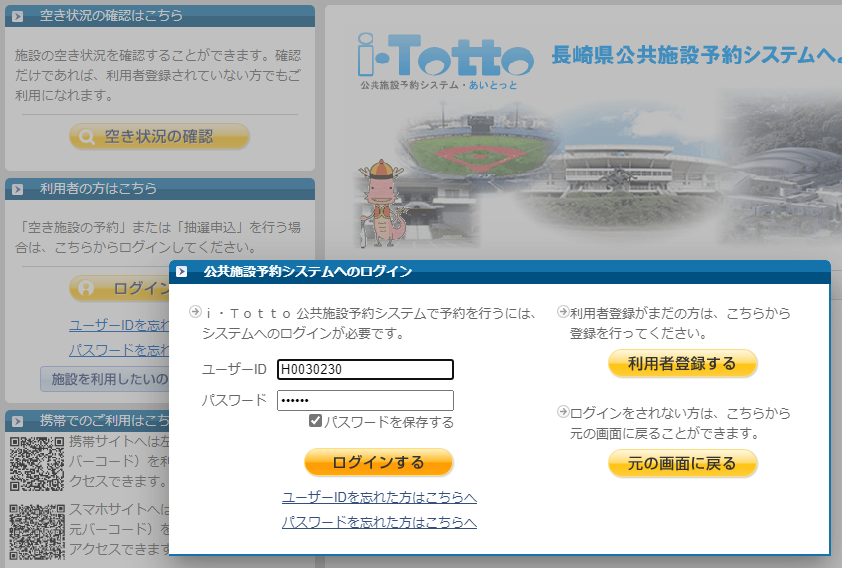 空き状況の確認はこちら
施設の空き状況を確認することができます。確認
だけであれば、利用者登録されていない方でもご
利用になれます。
空き状況の確認
利用者の方はこちら
「空き施設の予約」または「抽選申込」を行う場
合は、こちらからログインしてください。
ログイン
ユーザーIDを忘れ
パスワードを忘れ
施設を利用したいの
携帯でのご利用はこち
携帯サイトへは左
バーコード）を利
クセスできます。
スマホサイトへは
元バーコード）を
アクセスできます
i-Totto
公共施設予約システム・あいとっと
長崎県公共施設予約システムへよ
公共施設予約システムへのログイン
ｉ・Ｔｏｔｔｏ 公共施設予約システムで予約を行うには、
システムへのログインが必要です。
ユーザーID H0030230
パスワード ••••••
パスワードを保存する
ログインする
ユーザーIDを忘れた方はこちらへ
パスワードを忘れた方はこちらへ
利用者登録がまだの方は、こちらから
登録を行ってください。
利用者登録する
ログインをされない方は、こちらから
元の画面に戻ることができます。
元の画面に戻る